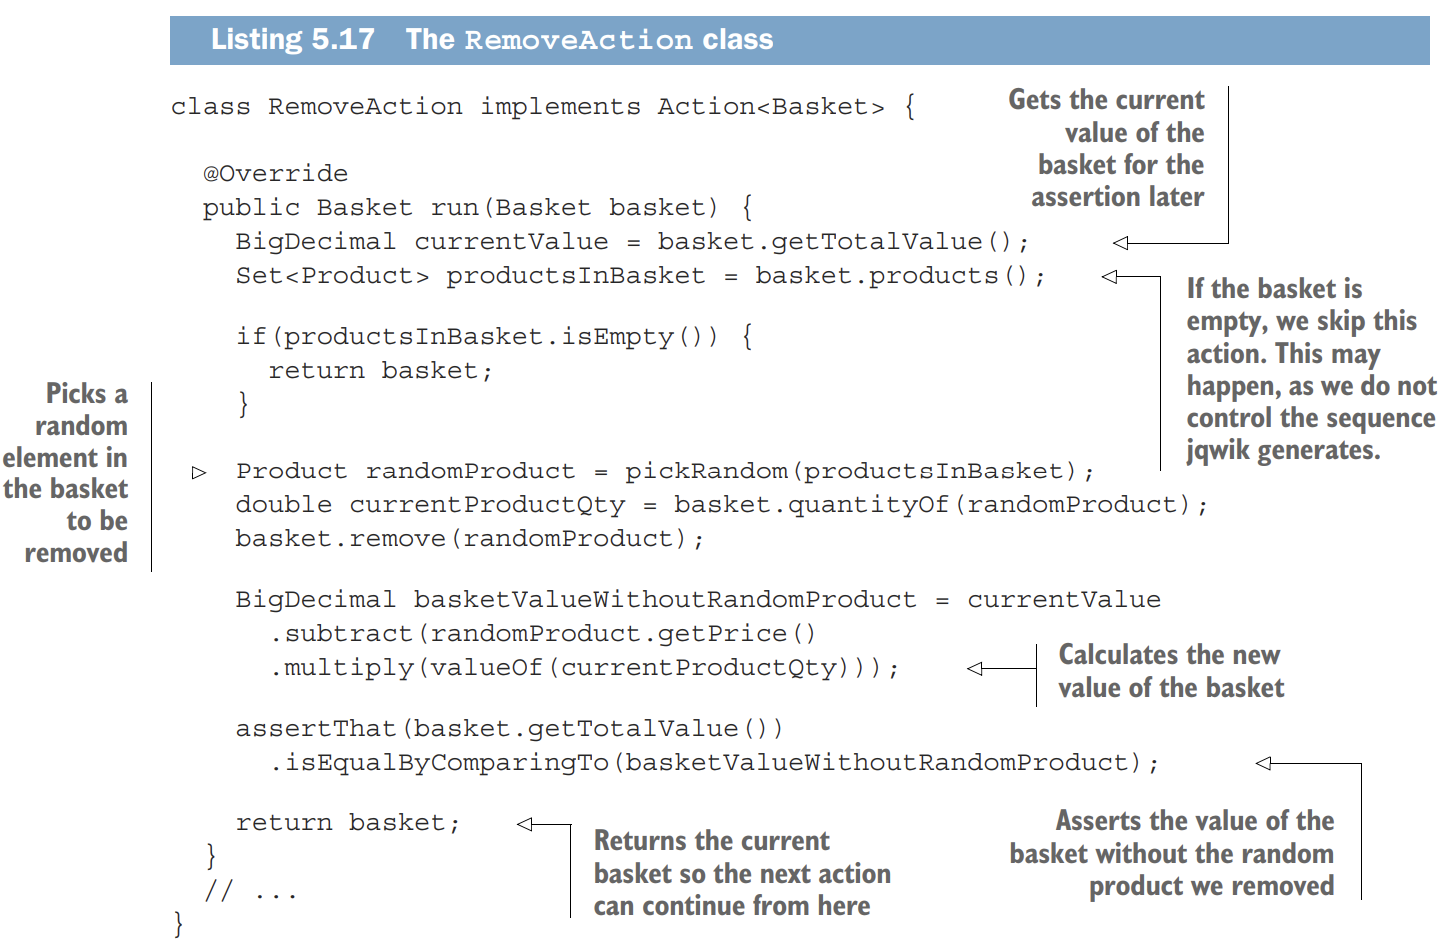 Listing 5.17 The RemoveAction class
class RemoveAction implements Action<Basket> {
Gets the current
value of the
basket for the
assertion later
@Override
public Basket run(Basket basket) {
BigDecimal currentValue = basket.getTotalValue();
Set<Product> productsInBasket = basket.products();
If the basket is
empty, we skip this
action. This may
happen, as we do not
control the sequence
jqwik generates.
if(productsInBasket.isEmpty()) {
return basket;
}
Picks a
random
element in
the basket
to be
removed
Product randomProduct = pickRandom(productsInBasket);
double currentProductQty = basket.quantityOf(randomProduct);
basket.remove(randomProduct);
BigDecimal basketValueWithoutRandomProduct = currentValue
.subtract(randomProduct.getPrice()
.multiply(valueOf(currentProductQty)));
Calculates the new
value of the basket
assertThat(basket.getTotalValue())
.isEqualByComparingTo(basketValueWithoutRandomProduct);
Asserts the value of the
basket without the random
product we removed
return basket;
Returns the current
basket so the next action
can continue from here
}
// ...
}